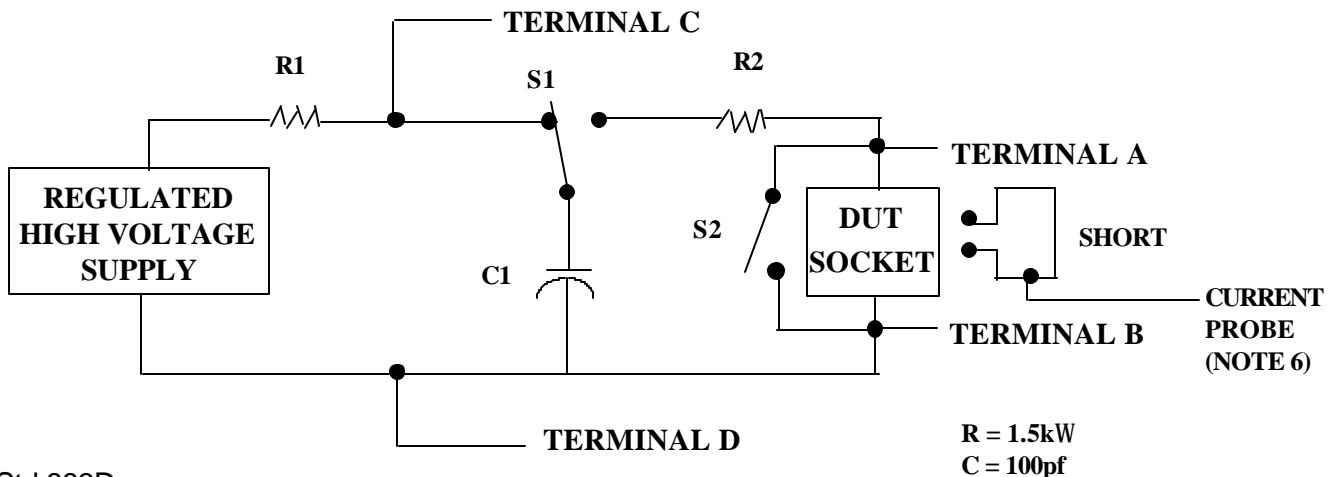 TERMINAL C
R1
S1
R2
TERMINAL A
REGULATED
HIGH VOLTAGE
SUPPLY
S2
DUT
SOCKET
SHORT
C1
CURRENT
PROBE
(NOTE 6)
TERMINAL B
TERMINAL D
R = 1.5kW
C = 100pf